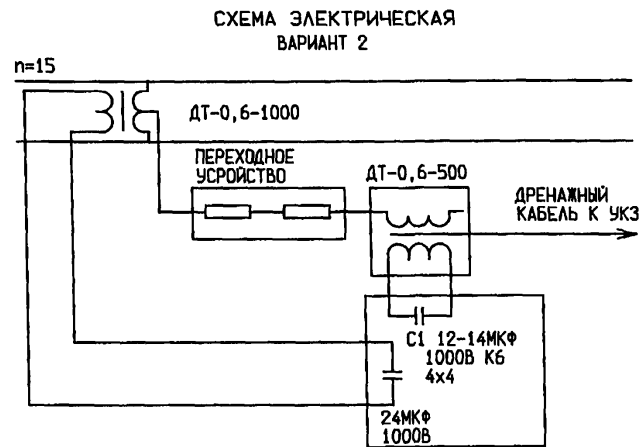 СХЕМА ЭЛЕКТРИЧЕСКАЯ
ВАРИАНТ 2
n=15
ДТ-0,6-1000
ПЕРЕХОДНОЕ
УСРОЙСТВО
ДТ-0,6-500
ДРЕНАЖНЫЙ
КАБЕЛЬ К УКЗ
С1 12-14МКФ
1000В К6
4х4
24МКФ
1000В